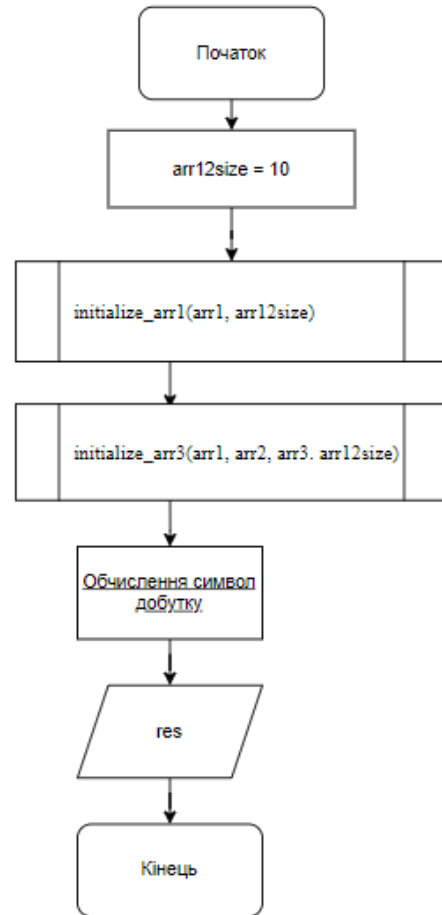 Початок
arr12size = 10
initialize_arr1(arr1, arr12size)
initialize_arr3(arr1, arr2, arr3. arr12size)
Обчислення символ
добутку
res
Кінець